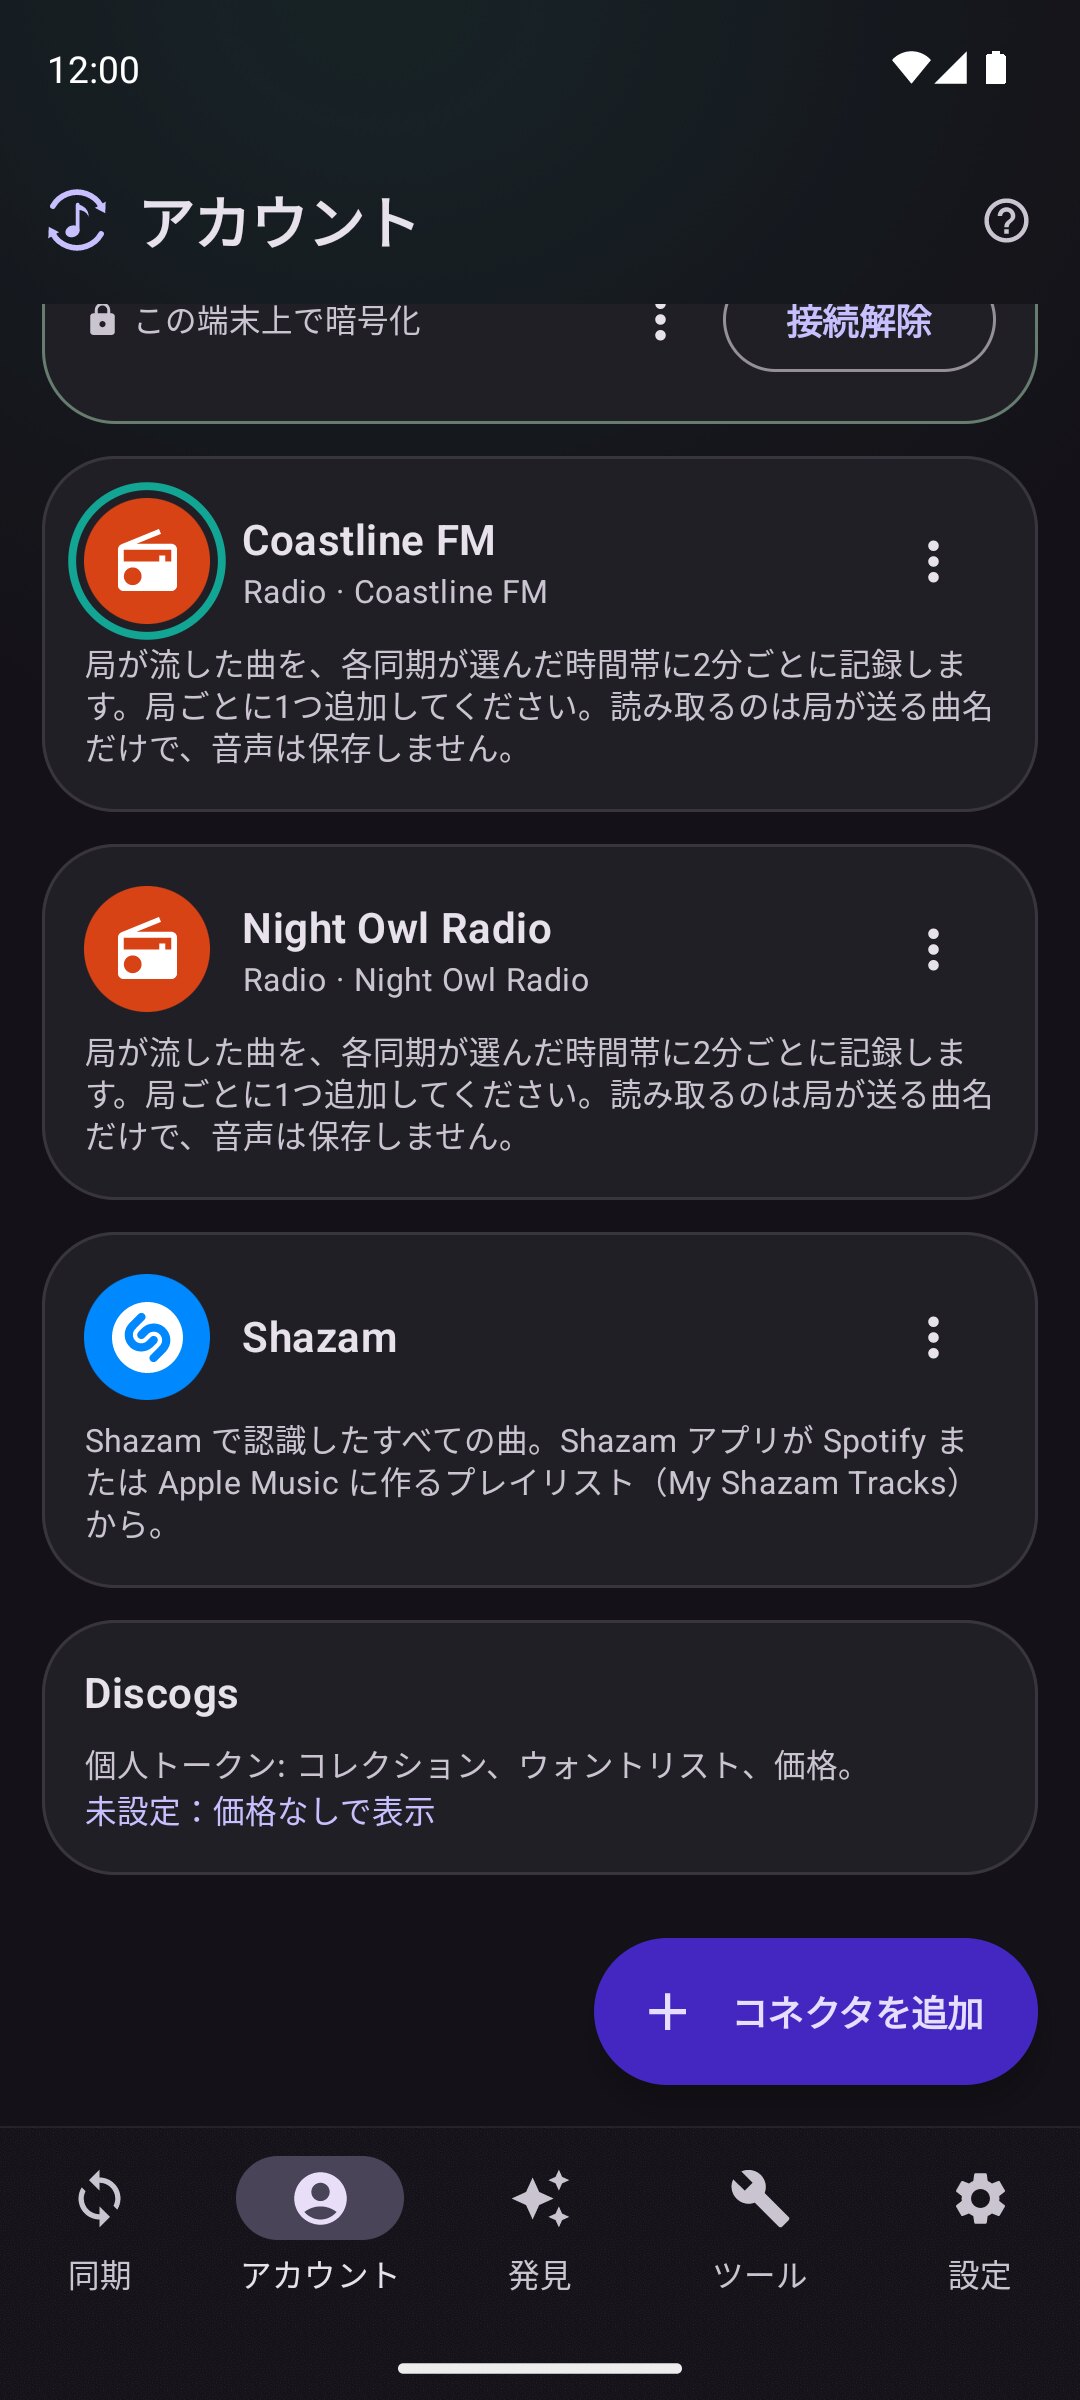 12:00
アカウント
この端末上で暗号化
接続解除
Coastline FM
Radio · Coastline FM
局が流した曲を、各同期が選んだ時間帯に2分ごとに記録しま
す。局ごとに1つ追加してください。読み取るのは局が送る曲名
だけで、音声は保存しません。
Night Owl Radio
Radio · Night Owl Radio
局が流した曲を、各同期が選んだ時間帯に2分ごとに記録しま
す。局ごとに1つ追加してください。読み取るのは局が送る曲名
だけで、音声は保存しません。
Shazam
Shazam で認識したすべての曲。Shazam アプリが Spotify ま
たは Apple Music に作るプレイリスト（My Shazam Tracks）
から。
Discogs
個人トークン: コレクション、ウォントリスト、価格。
未設定：価格なしで表示
コネクタを追加
同期
アカウント
発見
ツール
設定